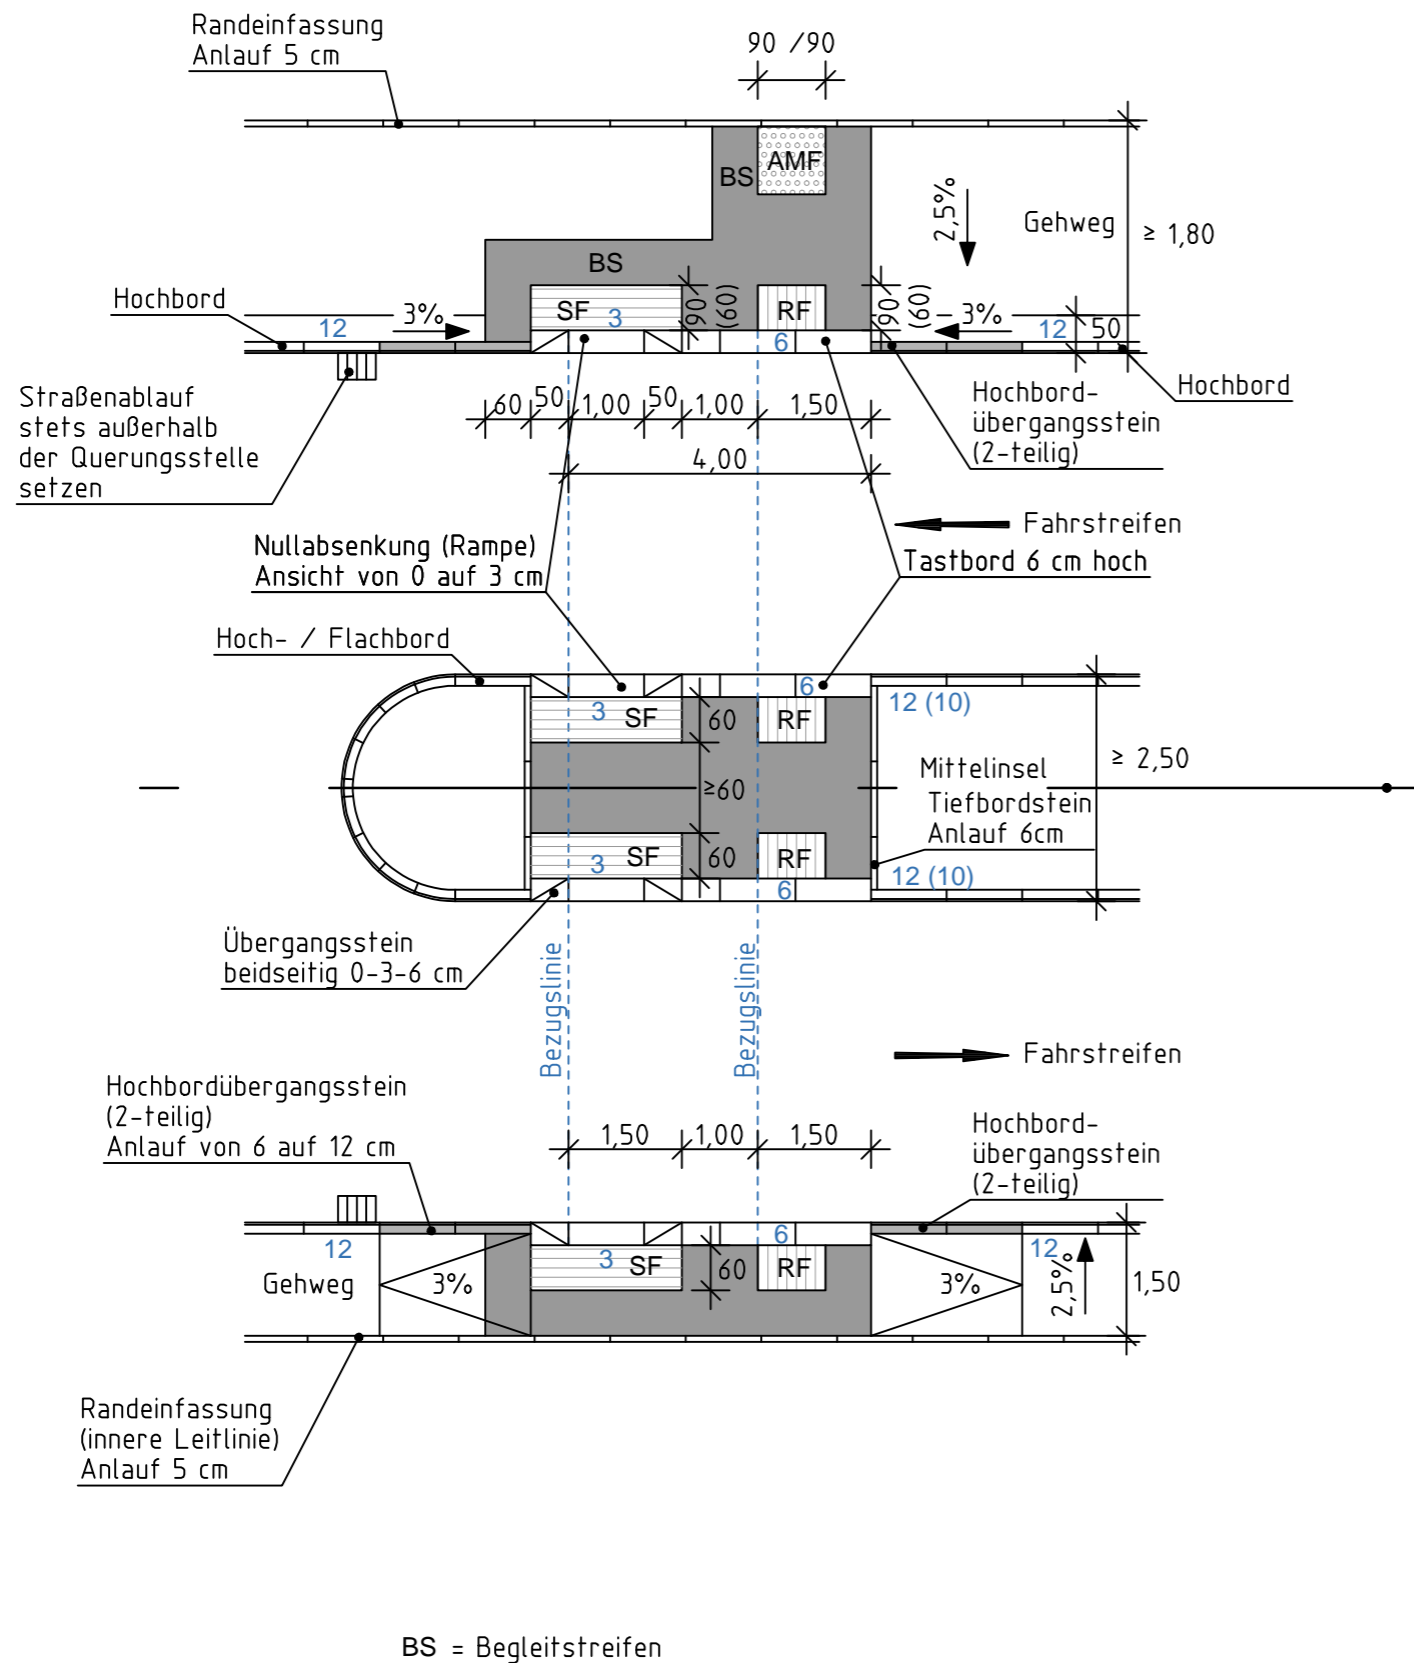 Randeinfassung
Anlauf 5 cm
90 /90
AMF
BS
2,5%
Gehweg
≥ 1,80
BS
Hochbord
12
3%
SF
3
90
(60)
RF
6
90
(60)
3%
12
50
Hochbord
Straßenablauf
stets außerhalb
der Querungsstelle
setzen
60
50
1,00
50
1,00
1,50
4,00
Hochbord-
übergangsstein
(2-teilig)
Fahrstreifen
Nullabsenkung (Rampe)
Ansicht von 0 auf 3 cm
Tastbord 6 cm hoch
Hoch- / Flachbord
3
SF
60
6
RF
12 (10)
≥60
Mittelinsel
≥ 2,50
Tiefbordstein
Anlauf 6cm
3
SF
60
RF
6
12 (10)
Übergangsstein
beidseitig 0-3-6 cm
Bezugslinie
Bezugslinie
Fahrstreifen
Hochbordübergangsstein
(2-teilig)
Anlauf von 6 auf 12 cm
1,50
1,00
1,50
Hochbord-
übergangsstein
(2-teilig)
12
Gehweg
3%
3
SF
60
6
RF
3%
12
2,5%
1,50
Randeinfassung
(innere Leitlinie)
Anlauf 5 cm
BS = Begleitstreifen